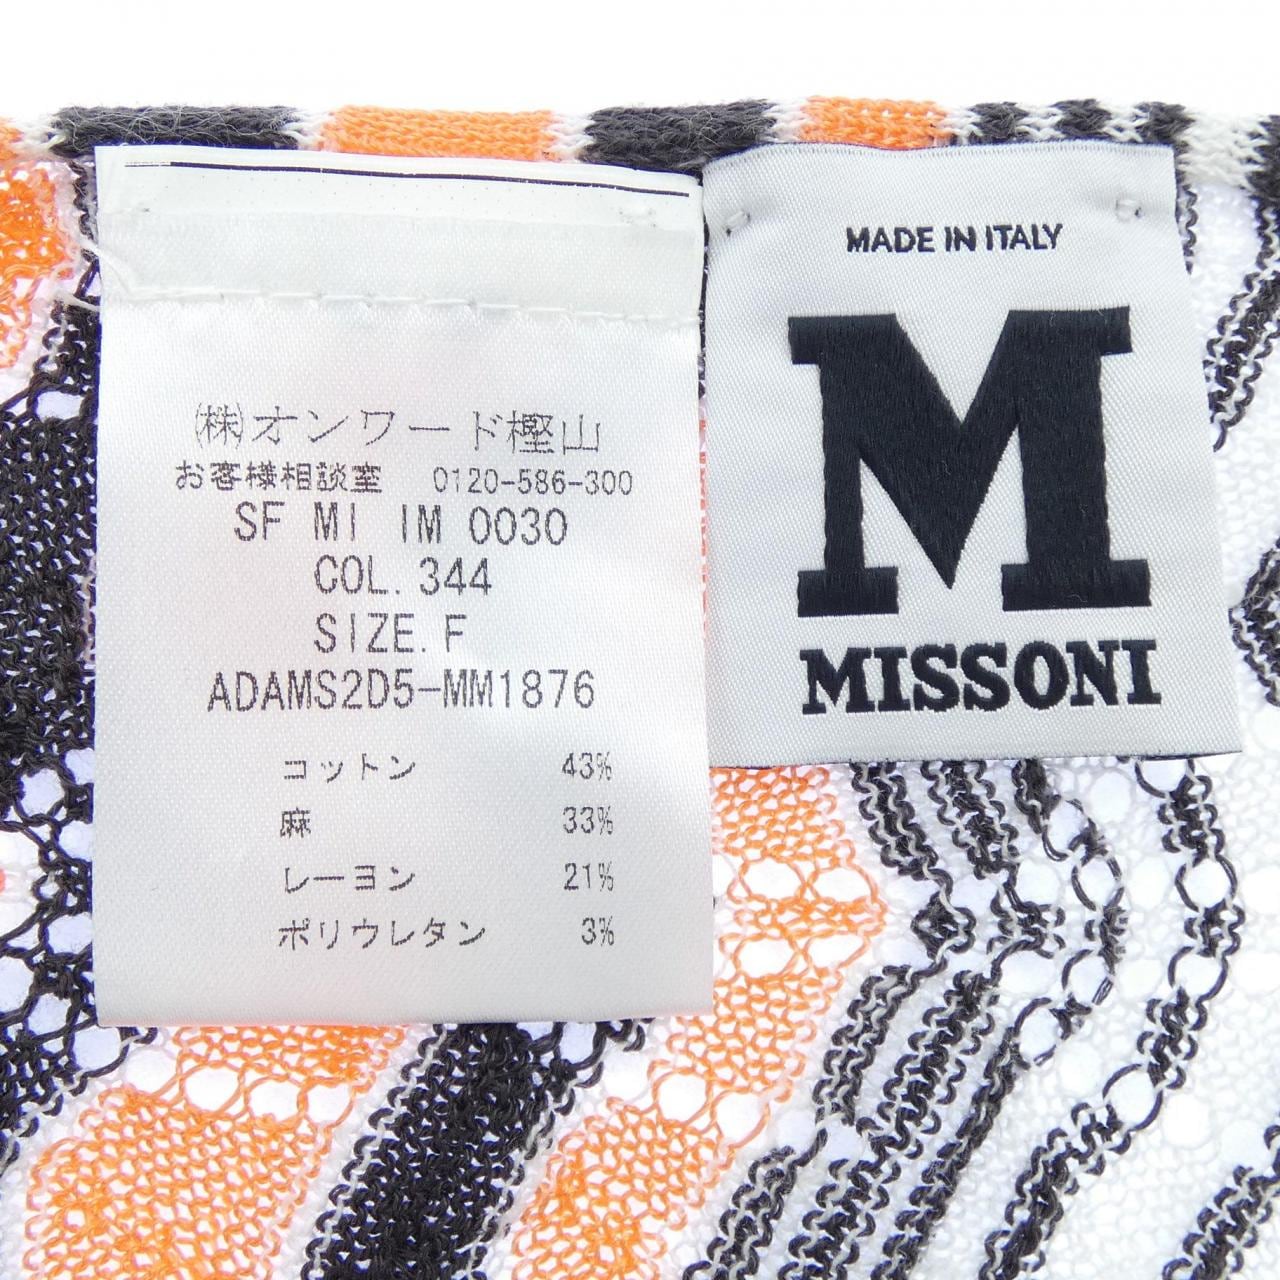 (株)オンワード樫山
お客様相談室 0120-586-300
SF MI IM 0030
COL.344
SIZE.F
ADAMS2D5-MM1876
コットン 43%
麻 33%
レーヨン 21%
ポリウレタン 3%
MADE IN ITALY
M
MISSONI